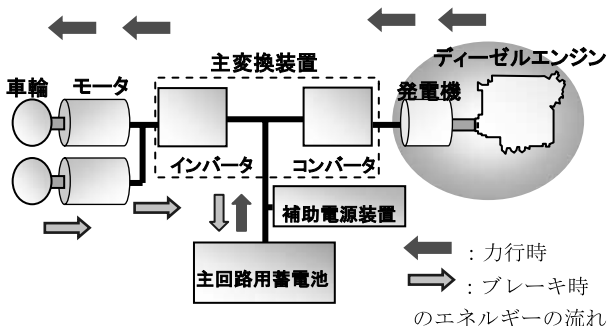 ディーゼルエンジン
主変換装置
車輪
モータ
発電機
インバータ
コンバータ
補助電源装置
主回路用蓄電池
：力行時
：ブレーキ時
のエネルギーの流れ